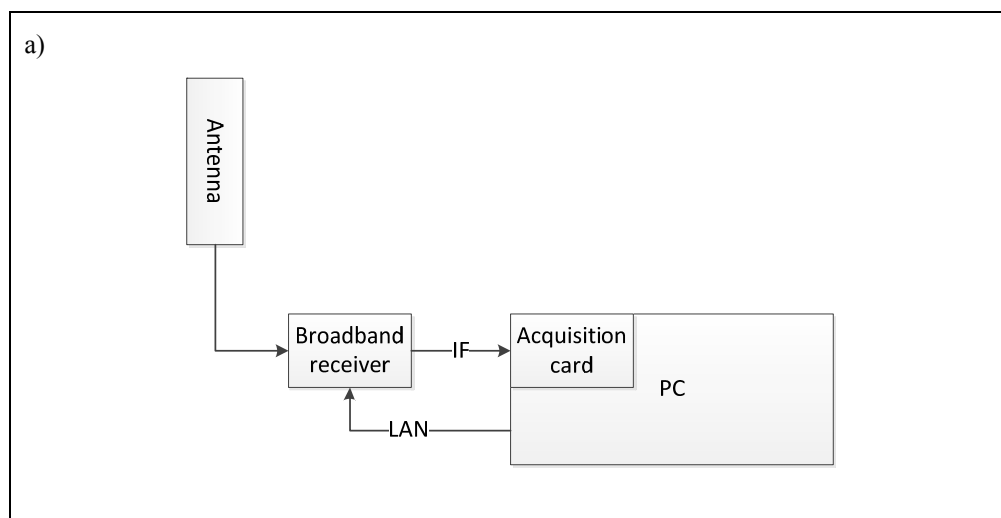 a)
Antenna
Broadband
receiver
IF
Acquisition
card
PC
LAN